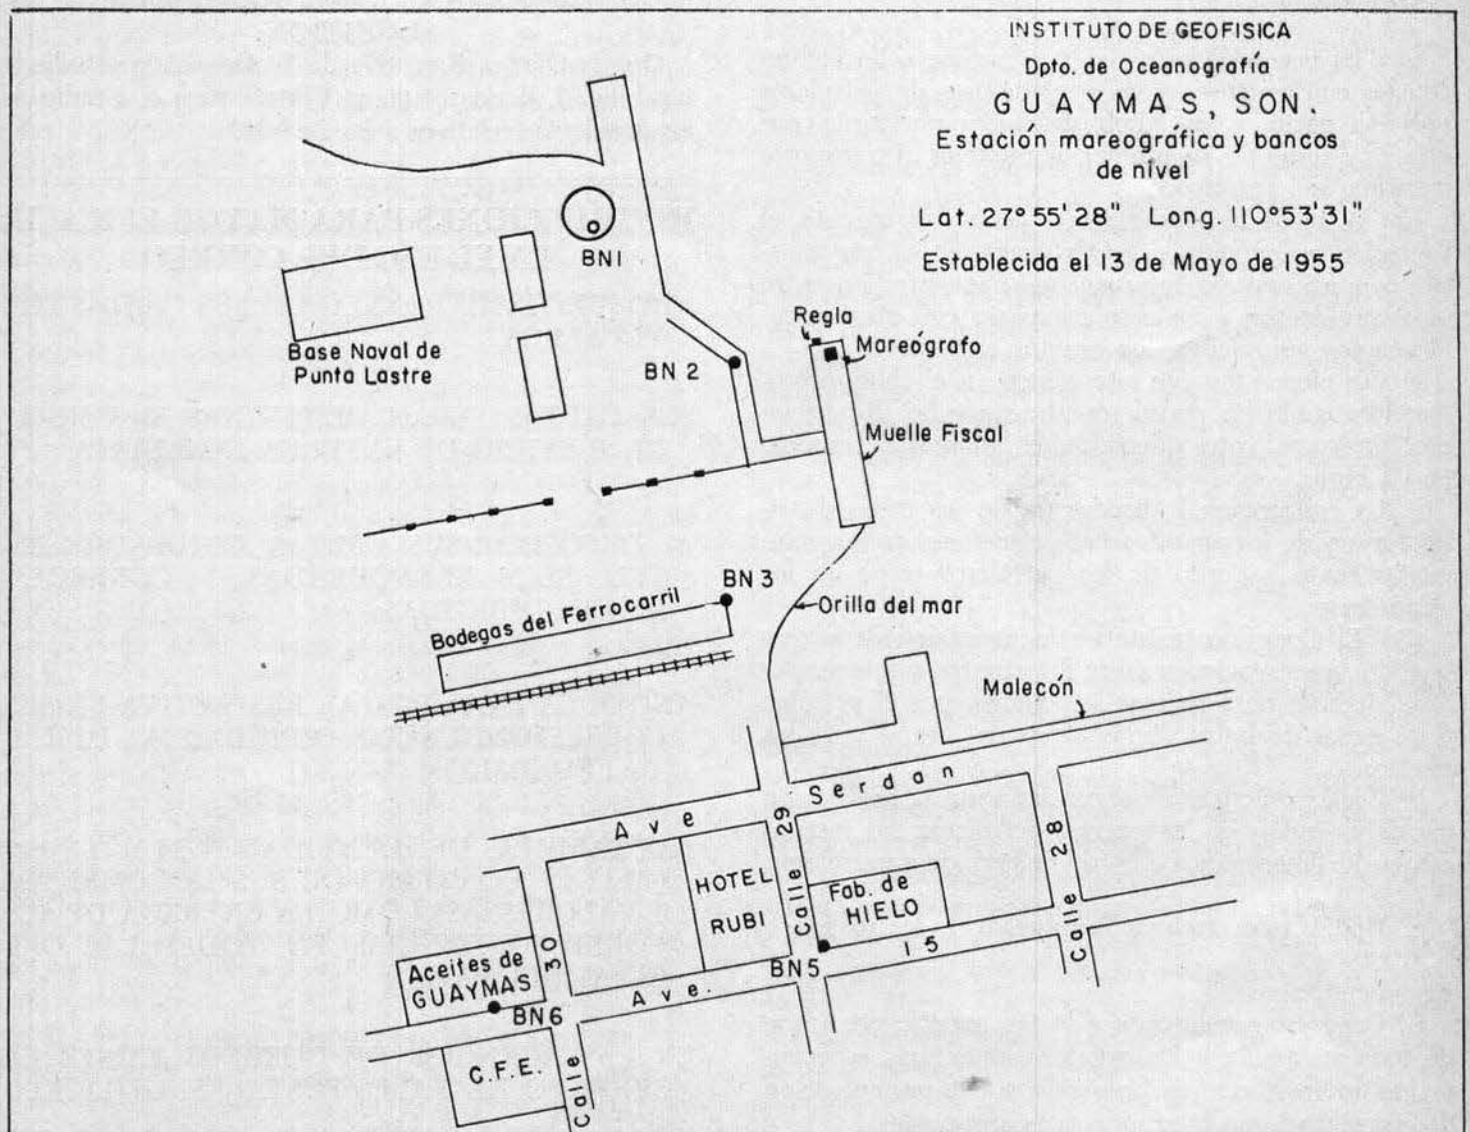 INSTITUTO DE GEOFISICA
Dpto. de Oceanografía
GUAYMAS, SON.
Estación mareográfica y bancos
de nivel
Lat. 27° 55' 28" Long. 110° 53' 31"
Establecida el 13 de Mayo de 1955
BN1
Base Naval de
Punta Lastre
Regla
Mareógrafo
BN 2
Muelle Fiscal
BN 3
Bodegas del Ferrocarril
Orilla del mar
Malecón
Ave Serdan
Calle 29
Calle 28
HOTEL
RUBI
Fab. de
HIELO
BN5
Ave. 15
Aceites de
GUAYMAS
BN6
Calle 30
C.F.E.